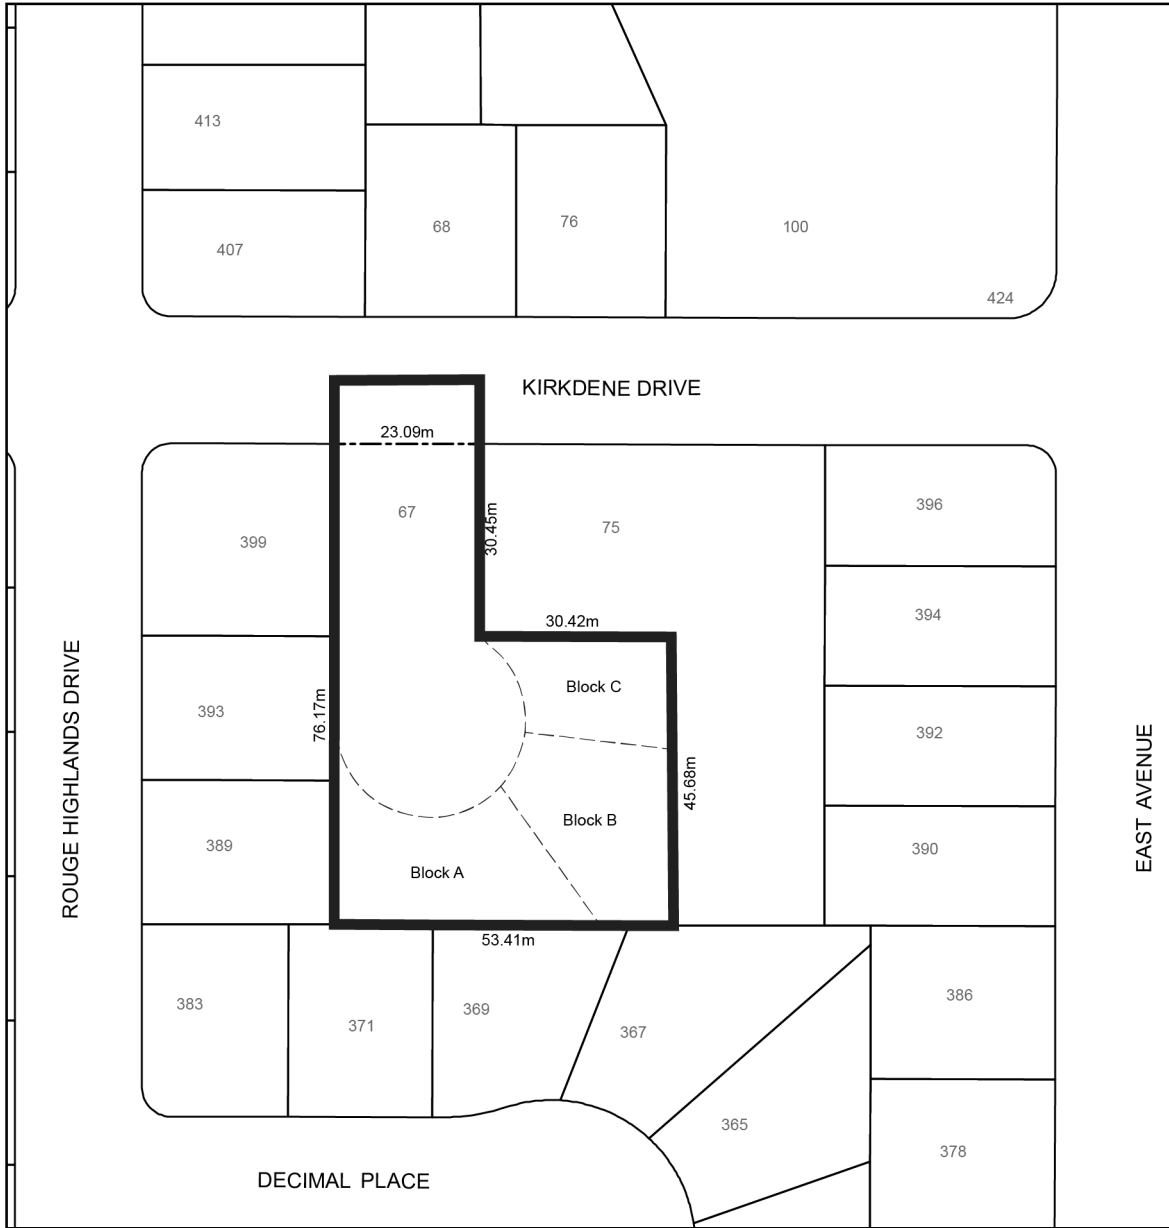 413
407
68
76
100
424
KIRKDENE DRIVE
23.09m
67
30.45m
75
399
396
394
30.42m
Block C
393
76.17m
392
45.68m
ROUGE HIGHLANDS DRIVE
EAST AVENUE
Block B
389
390
Block A
53.41m
383
371
369
367
386
365
378
DECIMAL PLACE